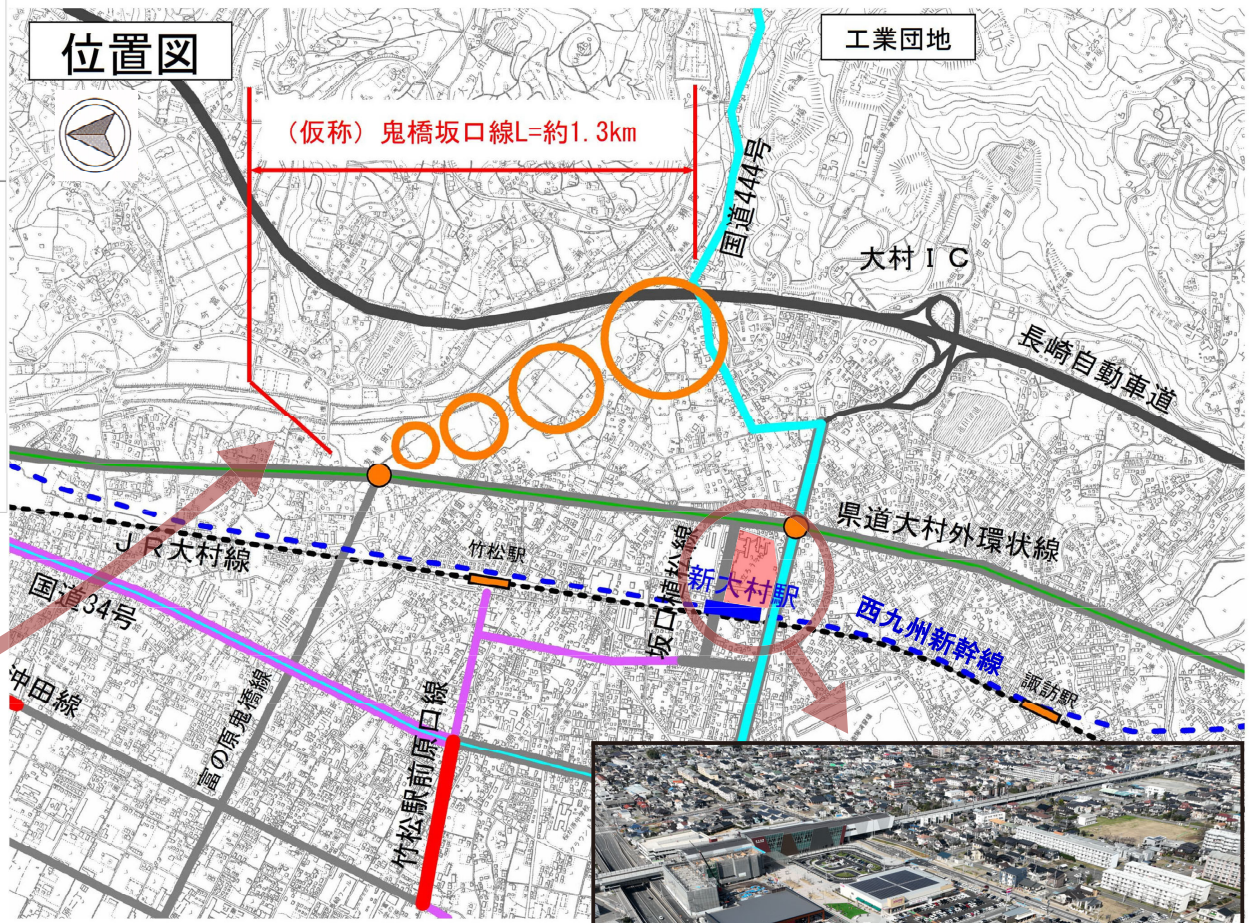 位置図
工業団地
（仮称）鬼橋坂口線L=約1.3km
国道444号
大村ＩＣ
長崎自動車道
県道大村外環状線
ＪＲ大村線
竹松駅
坂口植松線
新大村駅
西九州新幹線
諏訪駅
国道34号
沖田線
富の原鬼橋線
竹松駅前原口線